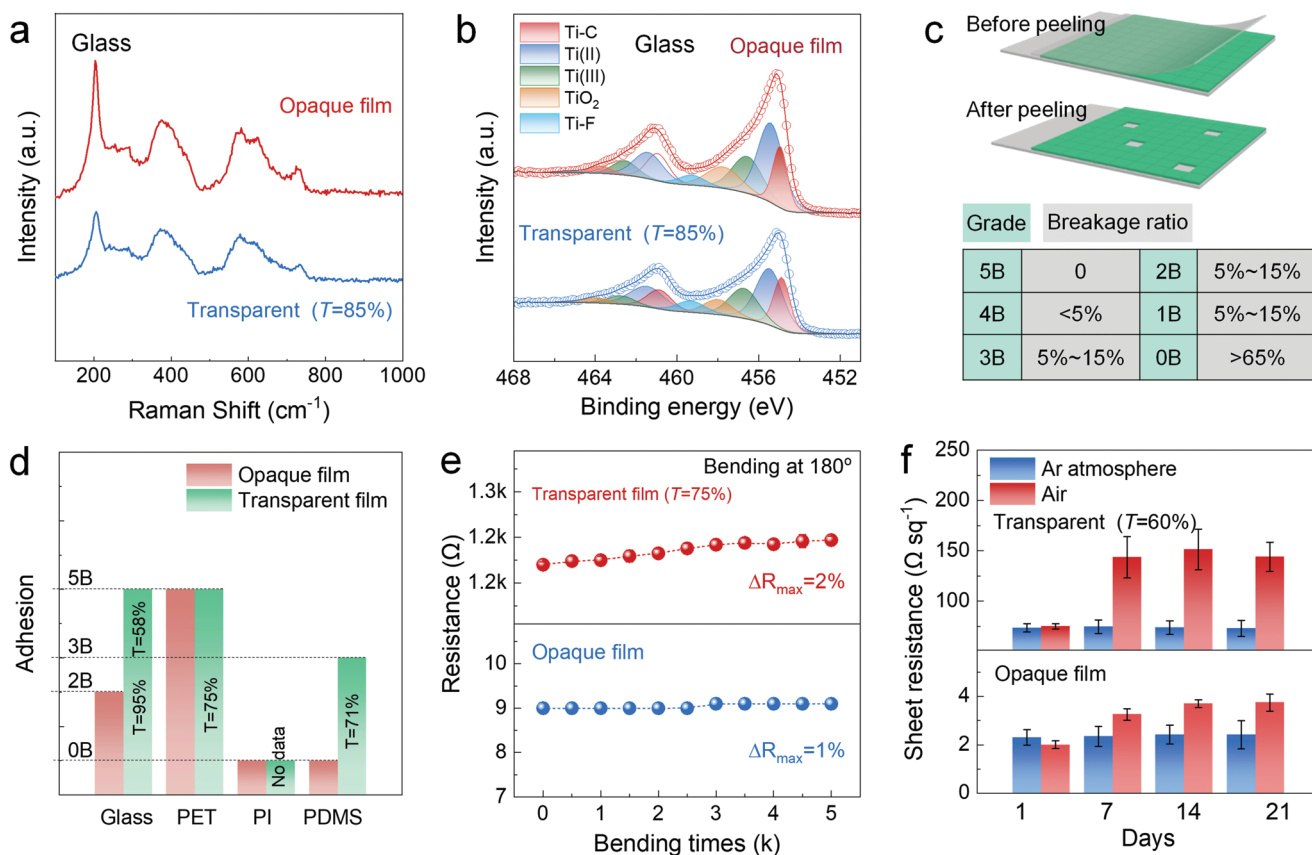 a
Glass
Opaque film
Transparent (T=85%)
Intensity (a.u.)
200 400 600 800 1000
Raman Shift (cm⁻¹)
b
Ti-C
Ti(II)
Ti(III)
TiO₂
Ti-F
Glass
Opaque film
Transparent (T=85%)
Intensity (a.u.)
468 464 460 456 452
Binding energy (eV)
c
Before peeling
After peeling
Grade Breakage ratio
5B 0 2B 5%~15%
4B <5% 1B 5%~15%
3B 5%~15% 0B >65%
d
Opaque film
Transparent film
Adhesion
5B
3B
2B
0B
T=58%
T=95%
T=75%
No data
T=71%
Glass PET PI PDMS
e
Bending at 180º
Transparent film (T=75%)
1.3k
1.2k
1.2k
ΔRmax=2%
Resistance (Ω)
Opaque film
10
9
8
7
ΔRmax=1%
0 1 2 3 4 5
Bending times (k)
f
Ar atmosphere
Air
Transparent (T=60%)
250
225
200
175
150
75
Sheet resistance (Ω sq⁻¹)
Opaque film
4
2
0
1 7 14 21
Days